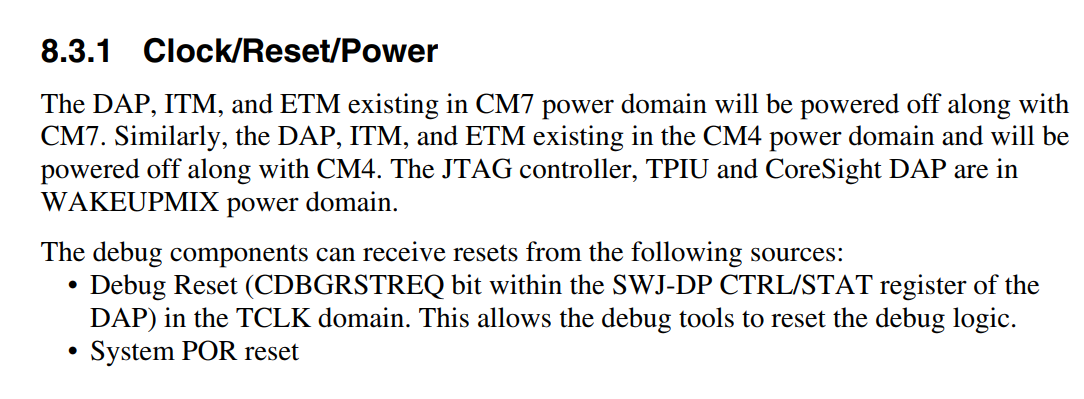 8.3.1 Clock/Reset/Power
The DAP, ITM, and ETM existing in CM7 power domain will be powered off along with
CM7. Similarly, the DAP, ITM, and ETM existing in the CM4 power domain and will be
powered off along with CM4. The JTAG controller, TPIU and CoreSight DAP are in
WAKEUPMIX power domain.
The debug components can receive resets from the following sources:
• Debug Reset (CDBGRSTREQ bit within the SWJ-DP CTRL/STAT register of the
DAP) in the TCLK domain. This allows the debug tools to reset the debug logic.
• System POR reset